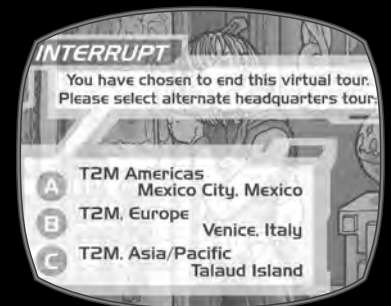 INTERRUPT
You have chosen to end this virtual tour.
Please select alternate headquarters tour:
A T2M Americas
Mexico City, Mexico
B T2M, Europe
Venice, Italy
C T2M, Asia/Pacific
Talaud Island